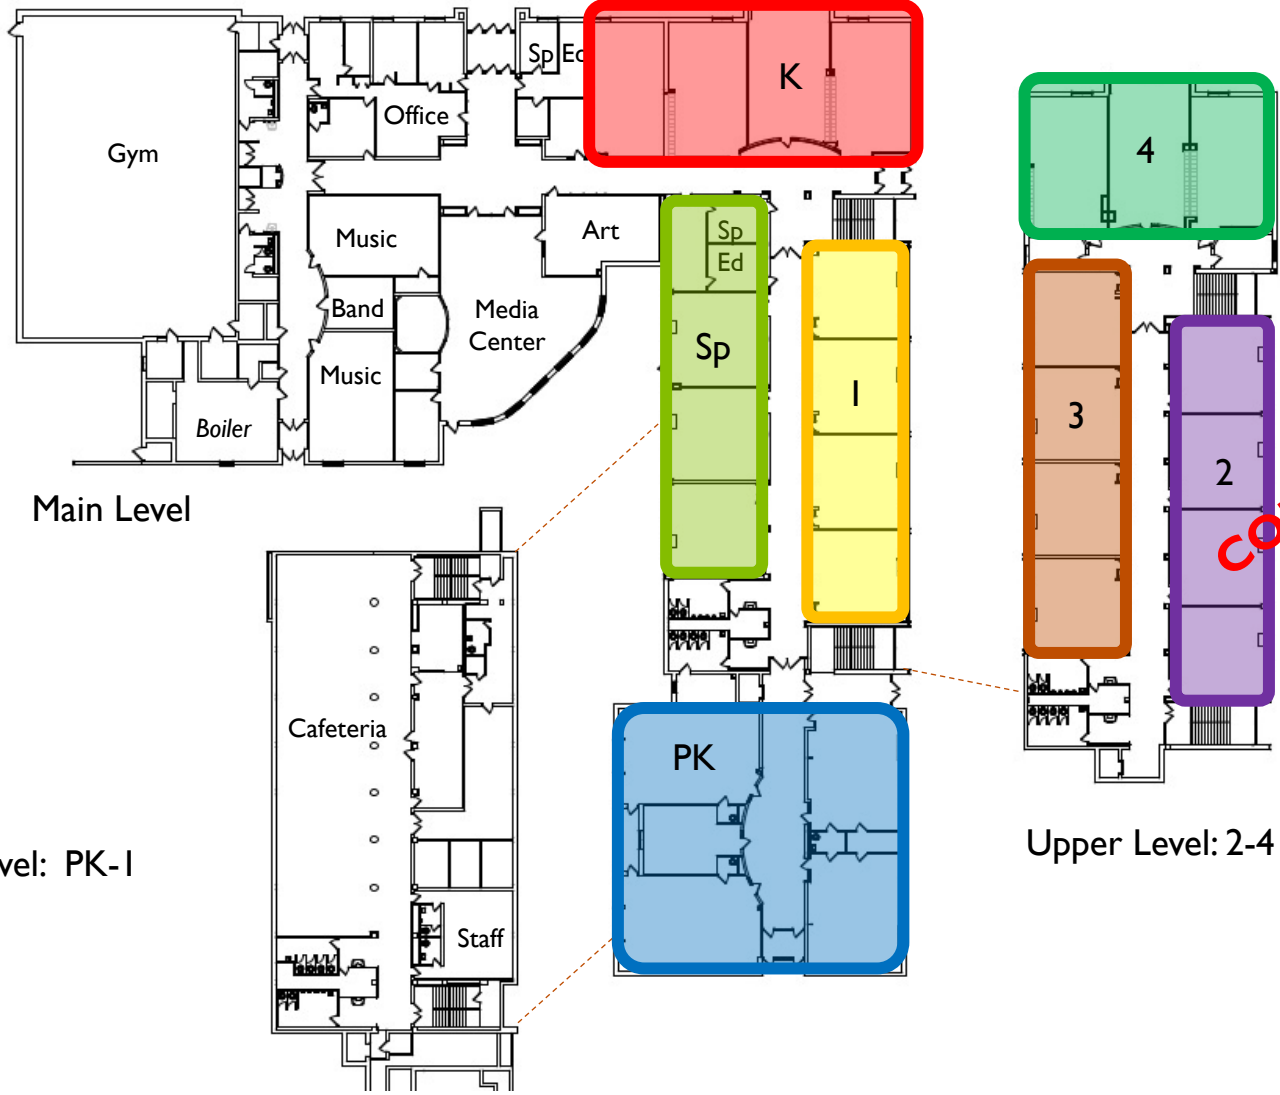 Sp Ed
K
Office
4
Gym
Music
Art
Sp
Ed
Band
Media
Center
Sp
Music
1
3
Boiler
2
Main Level
co
Cafeteria
PK
vel: PK-1
Upper Level: 2-4
Staff